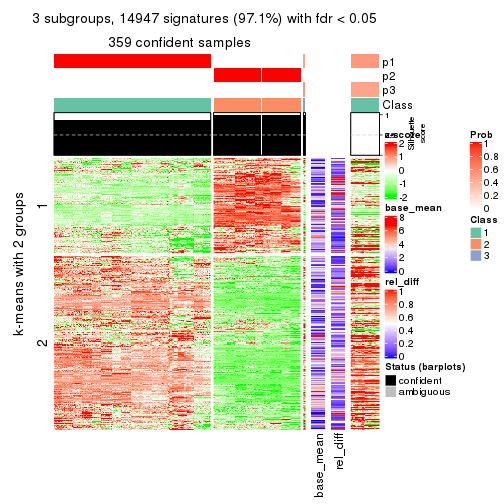 3 subgroups, 14947 signatures (97.1%) with fdr < 0.05
359 confident samples
p1
p2
p3
Class
1
Silhouette
score
k-means with 2 groups
1
2
base_mean
rel_diff
z-score
2
1
0
-1
-2
base_mean
8
6
4
2
0
rel_diff
1
0.8
0.6
0.4
0.2
0
Status (barplots)
confident
ambiguous
Prob
1
0.8
0.6
0.4
0.2
0
Class
1
2
3